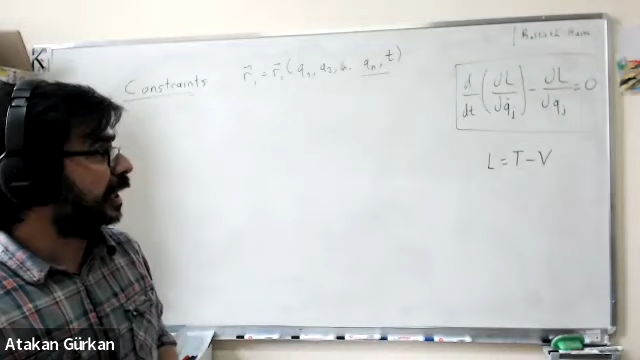 Constraints
r⃗ᵢ = r⃗ᵢ (q₁, q₂, ... qₙ, t)
d/dt (∂L/∂q̇ⱼ) - ∂L/∂qⱼ = 0
L = T - V
Atakan Gürkan